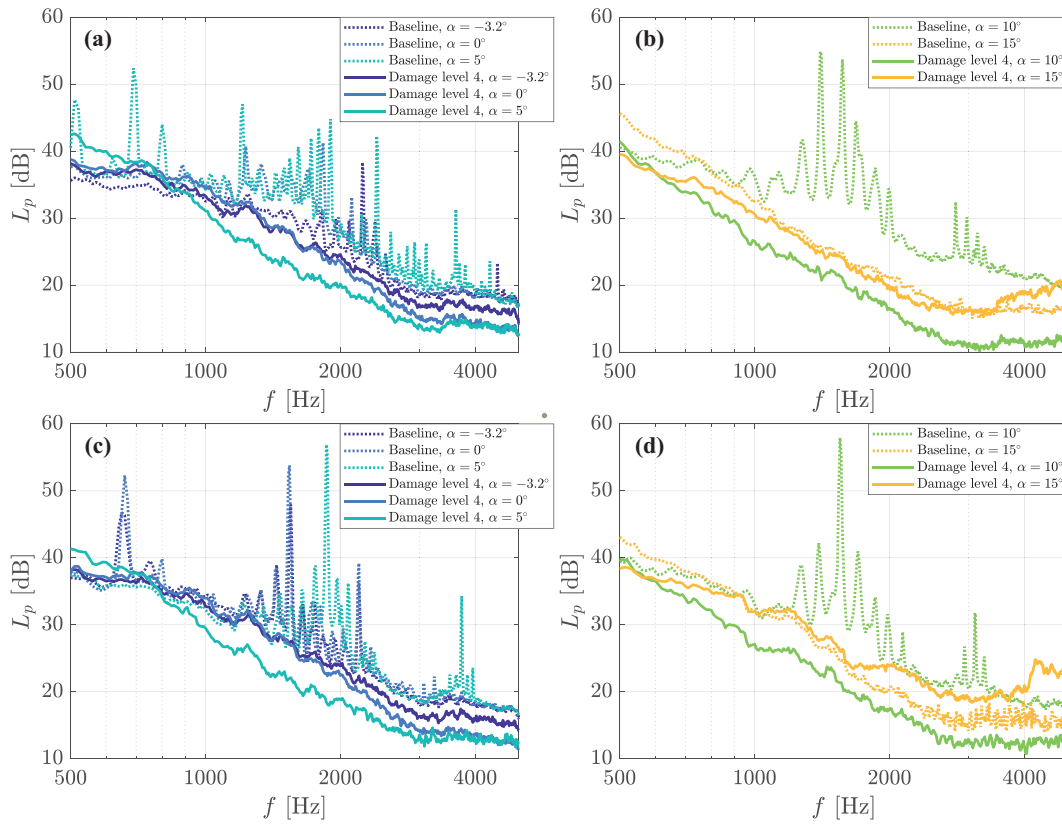 (a)
60
50
40
30
20
10
L_p [dB]
500
1000
2000
4000
f [Hz]
Baseline, α = −3.2°
Baseline, α = 0°
Baseline, α = 5°
Damage level 4, α = −3.2°
Damage level 4, α = 0°
Damage level 4, α = 5°
(b)
60
50
40
30
20
10
L_p [dB]
500
1000
2000
4000
f [Hz]
Baseline, α = 10°
Baseline, α = 15°
Damage level 4, α = 10°
Damage level 4, α = 15°
(c)
60
50
40
30
20
10
L_p [dB]
500
1000
2000
4000
f [Hz]
Baseline, α = −3.2°
Baseline, α = 0°
Baseline, α = 5°
Damage level 4, α = −3.2°
Damage level 4, α = 0°
Damage level 4, α = 5°
(d)
60
50
40
30
20
10
L_p [dB]
500
1000
2000
4000
f [Hz]
Baseline, α = 10°
Baseline, α = 15°
Damage level 4, α = 10°
Damage level 4, α = 15°